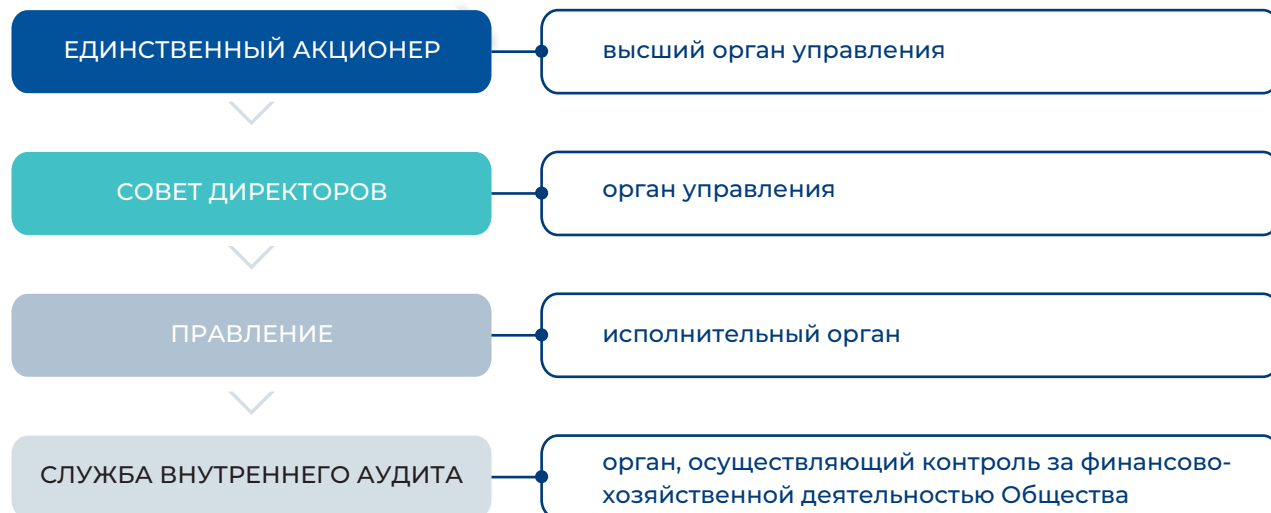 ЕДИНСТВЕННЫЙ АКЦИОНЕР
высший орган управления
СОВЕТ ДИРЕКТОРОВ
орган управления
ПРАВЛЕНИЕ
исполнительный орган
СЛУЖБА ВНУТРЕННЕГО АУДИТА
орган, осуществляющий контроль за финансово-
хозяйственной деятельностью Общества